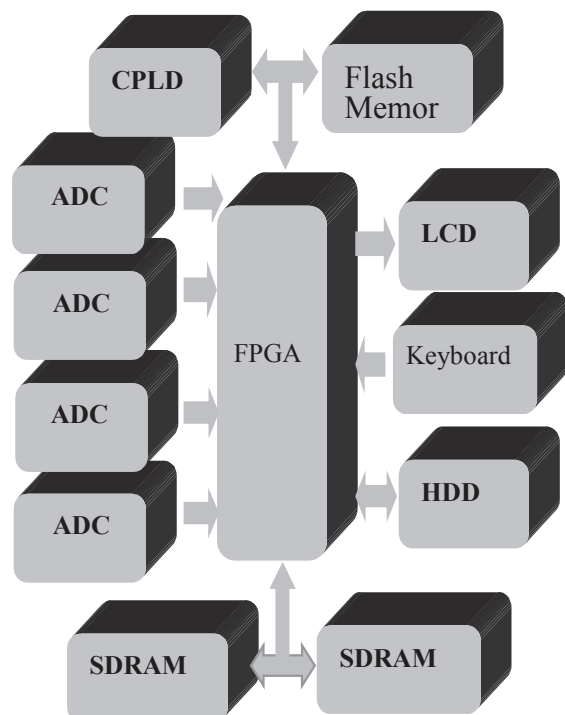 CPLD
Flash
Memor
ADC
ADC
ADC
ADC
FPGA
LCD
Keyboard
HDD
SDRAM
SDRAM